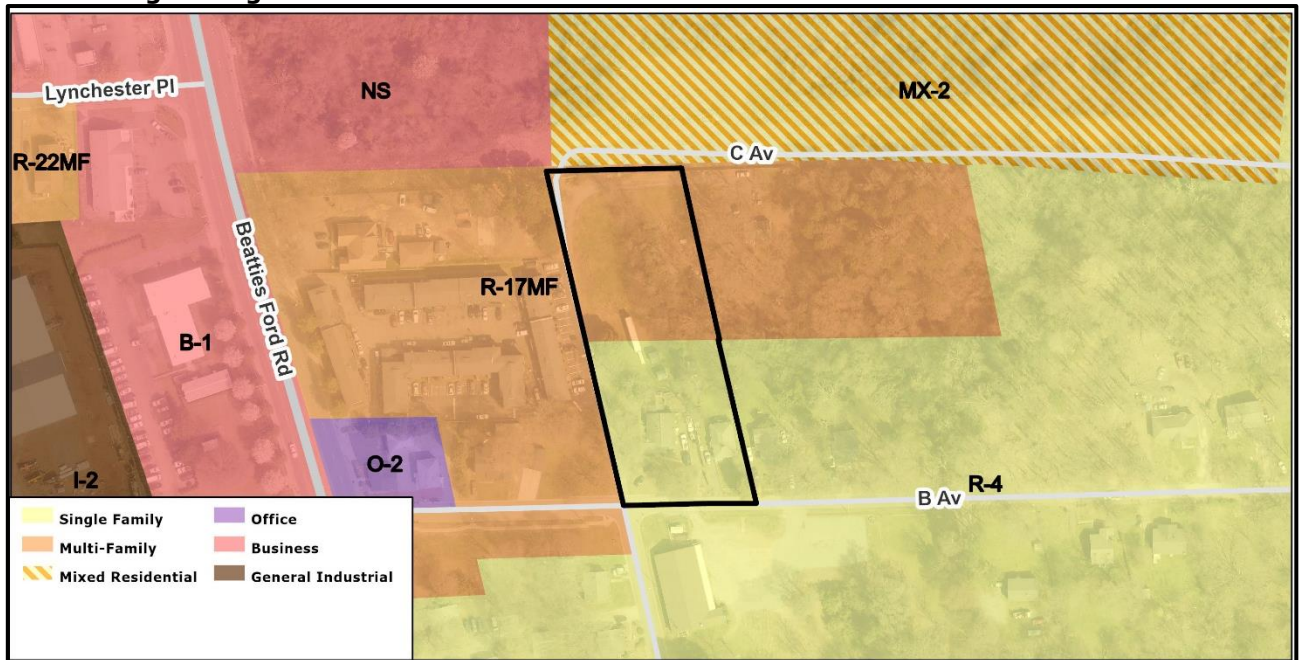 NS
MX-2
Lynchester Pl
C Av
R-22MF
Beatties Ford Rd
R-17MF
B-1
O-2
I-2
R-4
B Av
Single Family
Office
Multi-Family
Business
Mixed Residential
General Industrial